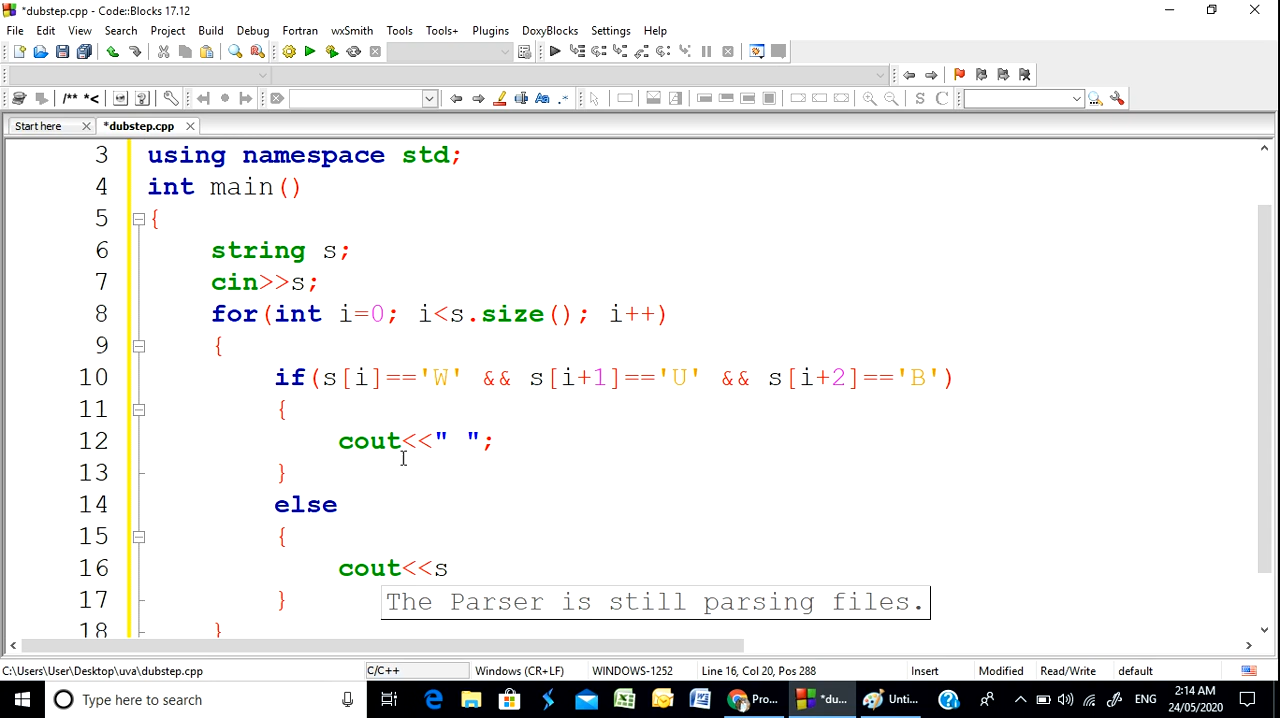 *dubstep.cpp - Code::Blocks 17.12
File Edit View Search Project Build Debug Fortran wxSmith Tools Tools+ Plugins DoxyBlocks Settings Help
/** *<
Aa .* S C
Start here *dubstep.cpp
3 using namespace std;
4 int main()
5 {
6 string s;
7 cin>>s;
8 for(int i=0; i<s.size(); i++)
9 {
10 if(s[i]=='W' && s[i+1]=='U' && s[i+2]=='B')
11 {
12 cout<<" ";
13 }
14 else
15 {
16 cout<<s
17 }
The Parser is still parsing files.
18 }
C:\Users\User\Desktop\uva\dubstep.cpp C/C++ Windows (CR+LF) WINDOWS-1252 Line 16, Col 20, Pos 288 Insert Modified Read/Write default
Type here to search Pro... *du... Unti... ENG 2:14 AM
24/05/2020